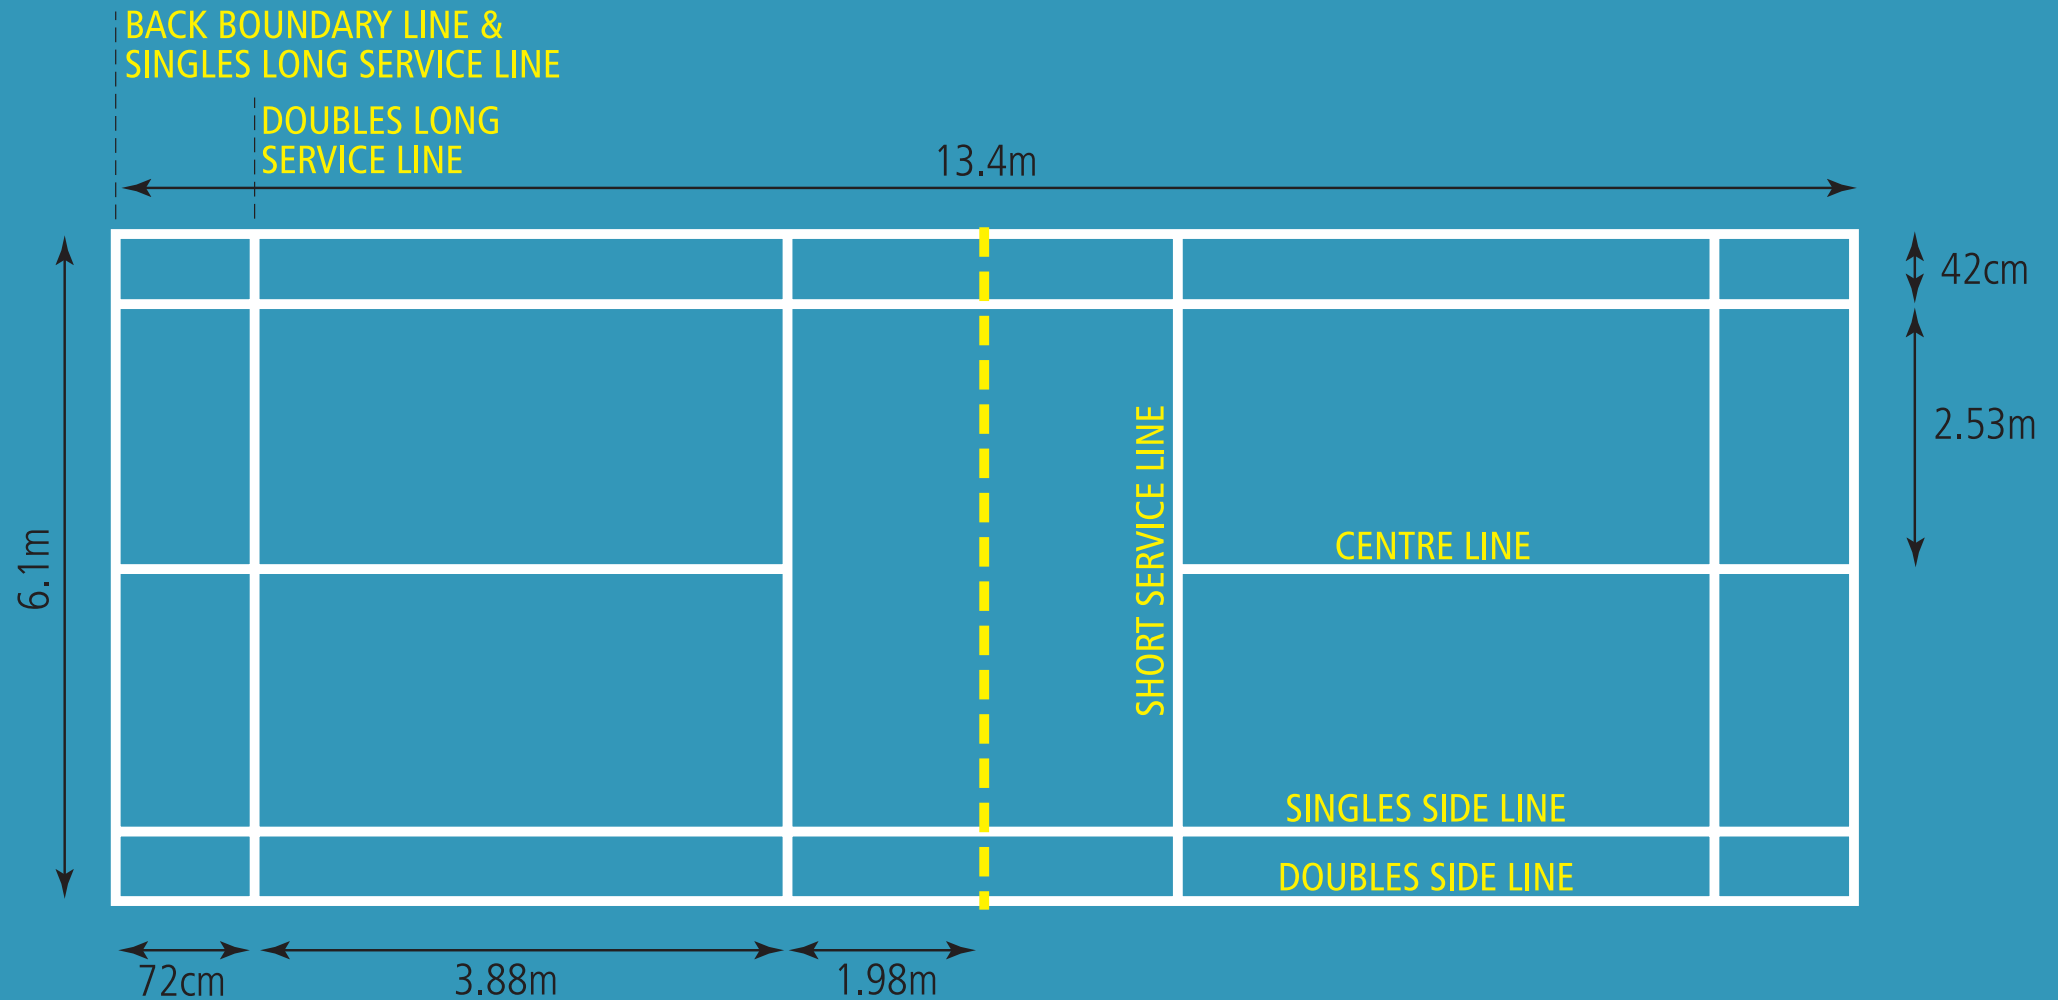 BACK BOUNDARY LINE &
SINGLES LONG SERVICE LINE
DOUBLES LONG
SERVICE LINE
13.4m
42cm
2.53m
6.1m
SHORT SERVICE LINE
CENTRE LINE
SINGLES SIDE LINE
DOUBLES SIDE LINE
72cm
3.88m
1.98m